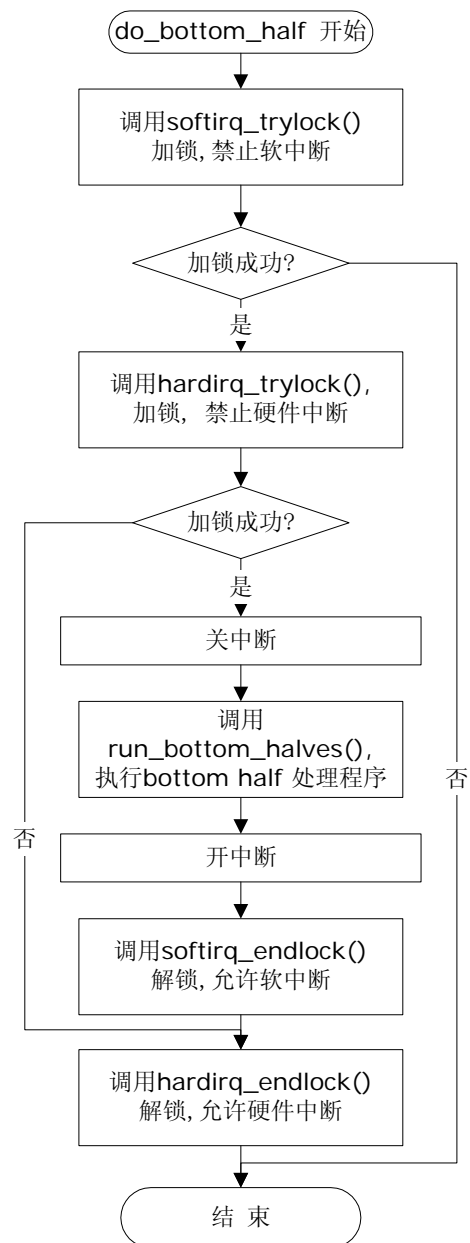 do_bottom_half 开始
调用softirq_trylock()
加锁,禁止软中断
加锁成功?
是
调用hardirq_trylock(),
加锁, 禁止硬件中断
加锁成功?
是
关中断
调用
run_bottom_halves(),
执行bottom half 处理程序
否
否
开中断
调用softirq_endlock()
解锁,允许软中断
调用hardirq_endlock()
解锁,允许硬件中断
结 束